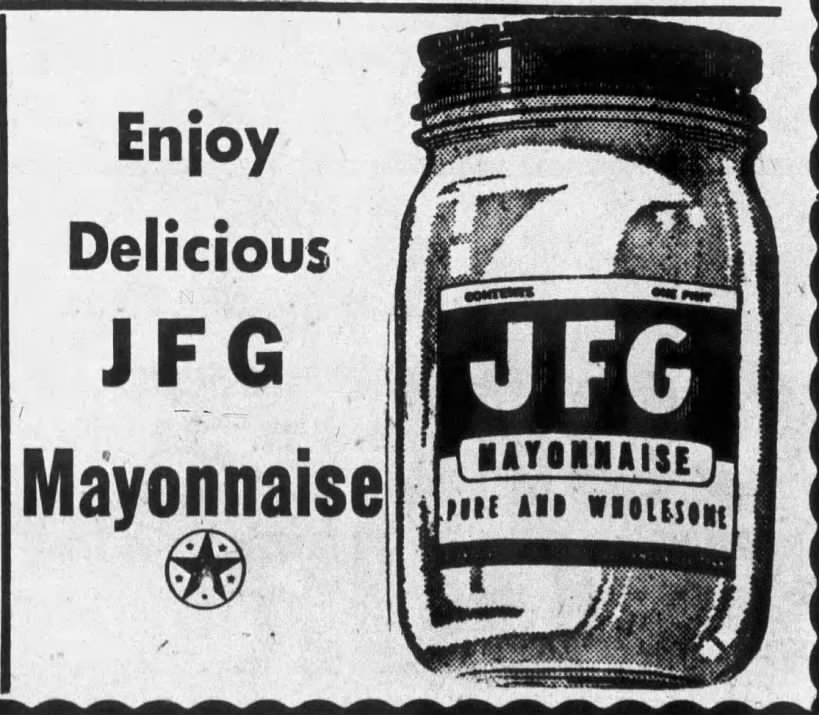 Enjoy
Delicious
JFG
Mayonnaise
CONTENTS ONE PINT
JFG
MAYONNAISE
PURE AND WHOLESOME